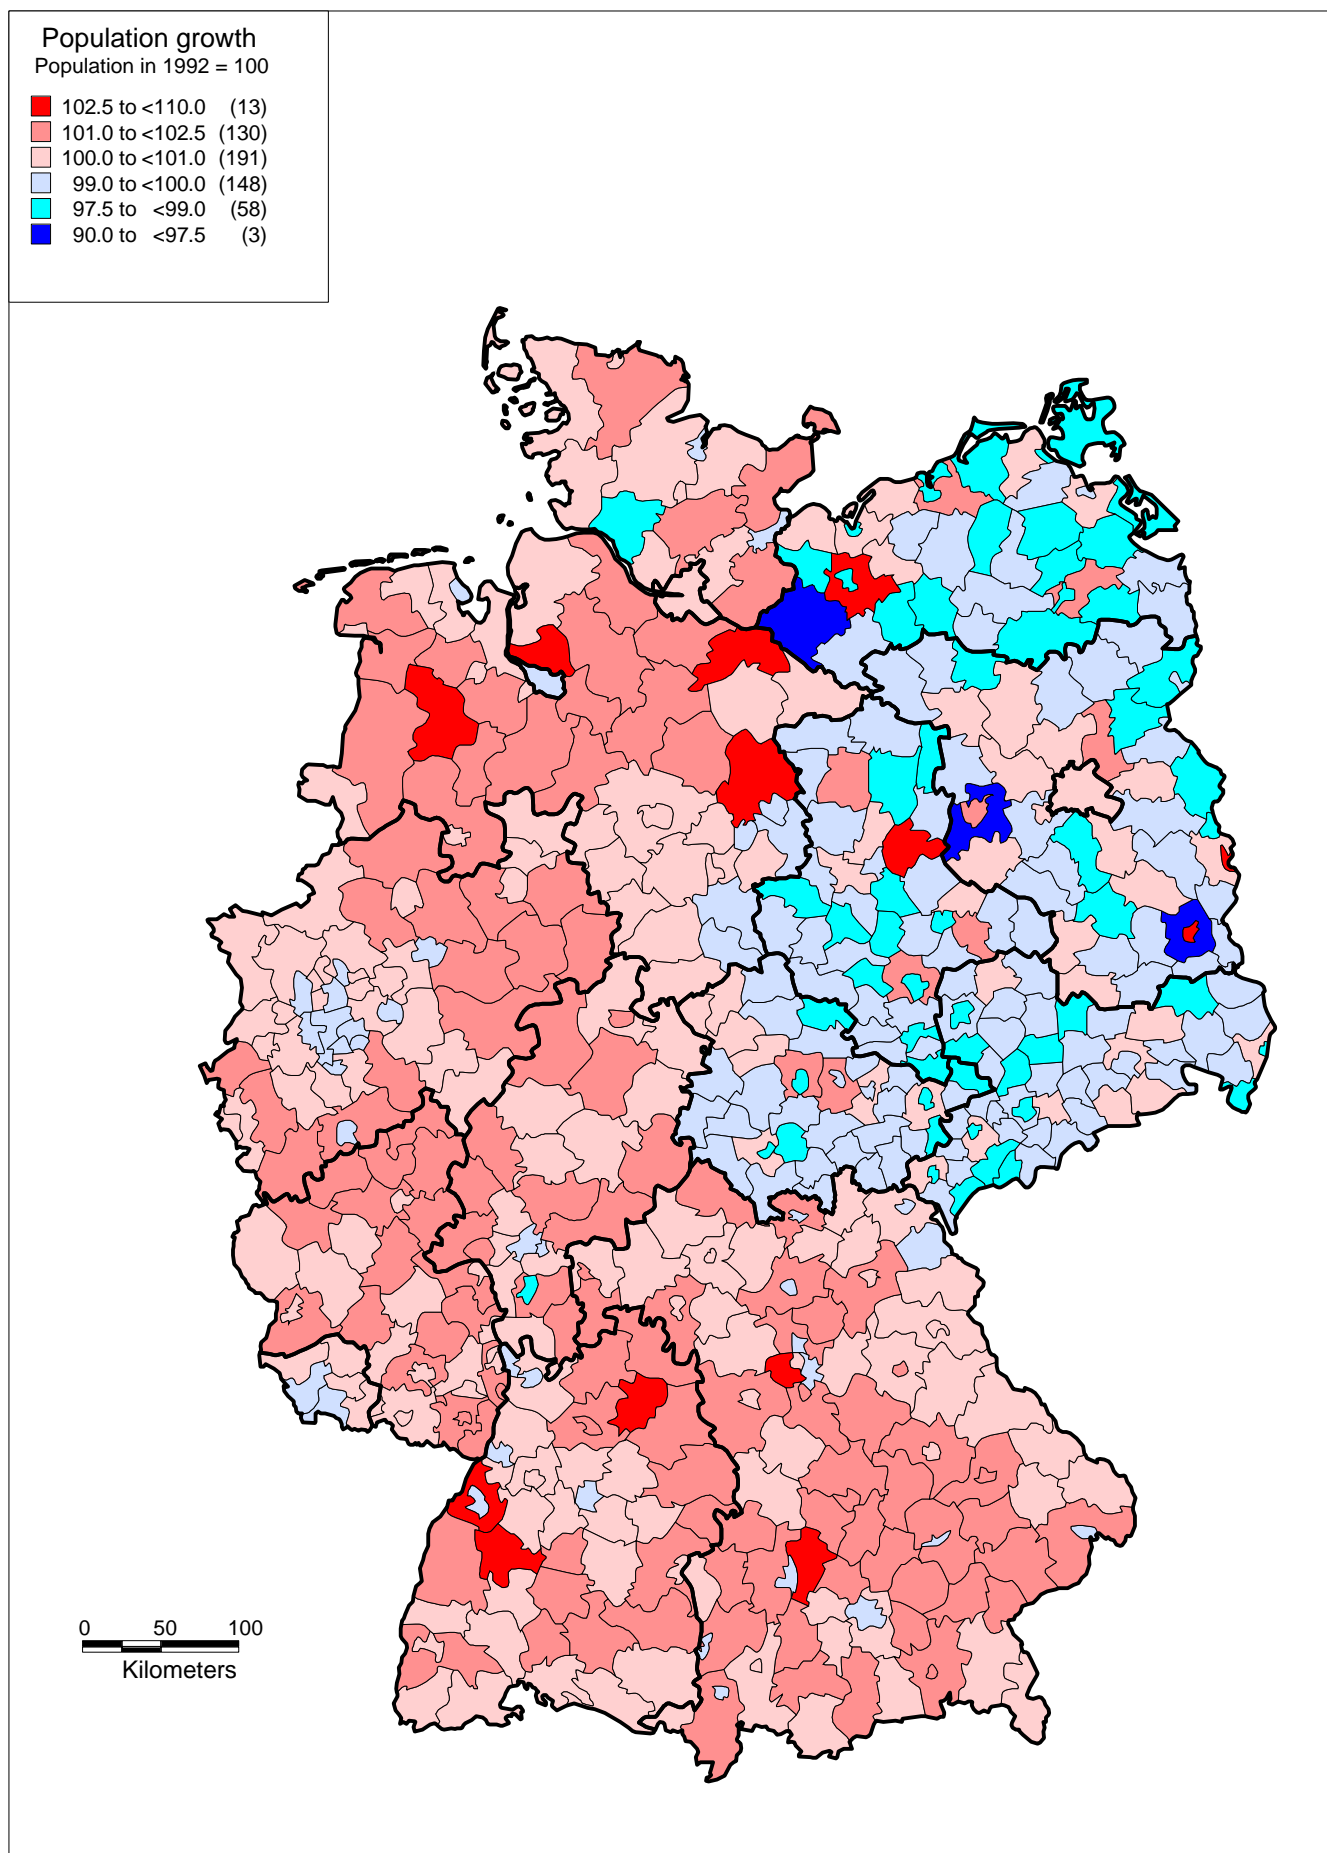 Population growth
Population in 1992 = 100
102.5 to <110.0 (13)
101.0 to <102.5 (130)
100.0 to <101.0 (191)
99.0 to <100.0 (148)
97.5 to <99.0 (58)
90.0 to <97.5 (3)
0 50 100
Kilometers